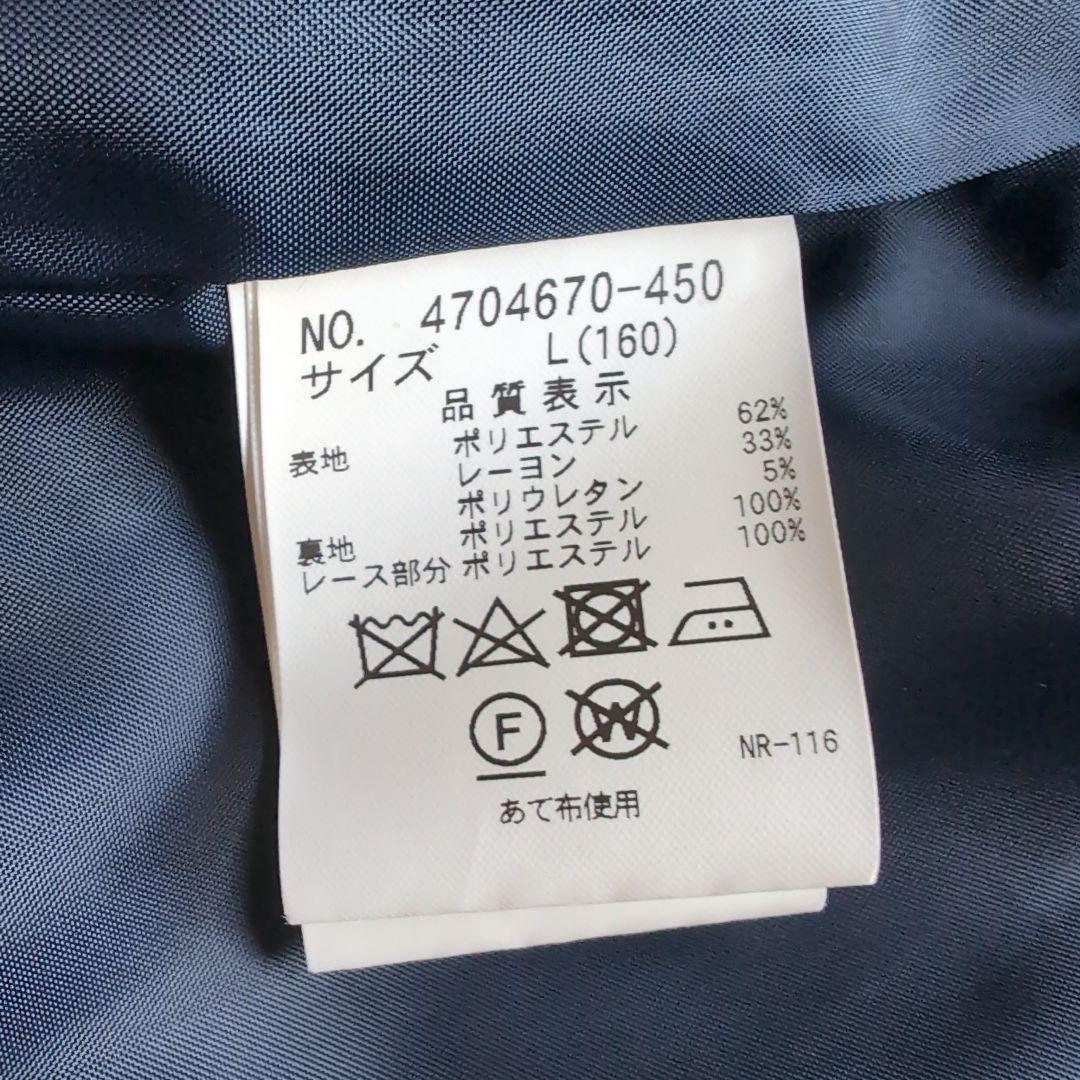 NO. 4704670-450
サイズ L(160)
品質表示
表地 ポリエステル 62%
レーヨン 33%
ポリウレタン 5%
裏地 ポリエステル 100%
レース部分 ポリエステル 100%
F W
NR-116
あて布使用